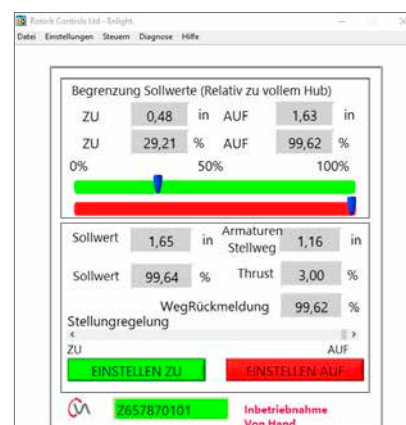 Rotork Controls Ltd - Enlight.
Datei Einstellungen Steuern Diagnose Hilfe
Begrenzung Sollwerte (Relativ zu vollem Hub)
ZU 0,48 in AUF 1,63 in
ZU 29,21 % AUF 99,62 %
0% 50% 100%
Sollwert 1,65 in Armaturen Stellweg 1,16 in
Sollwert 99,64 % Thrust 3,00 %
WegRückmeldung 99,62 %
Stellungregelung
ZU AUF
EINSTELLEN ZU EINSTELLEN AUF
Z657870101 Inbetriebnahme
Von Hand